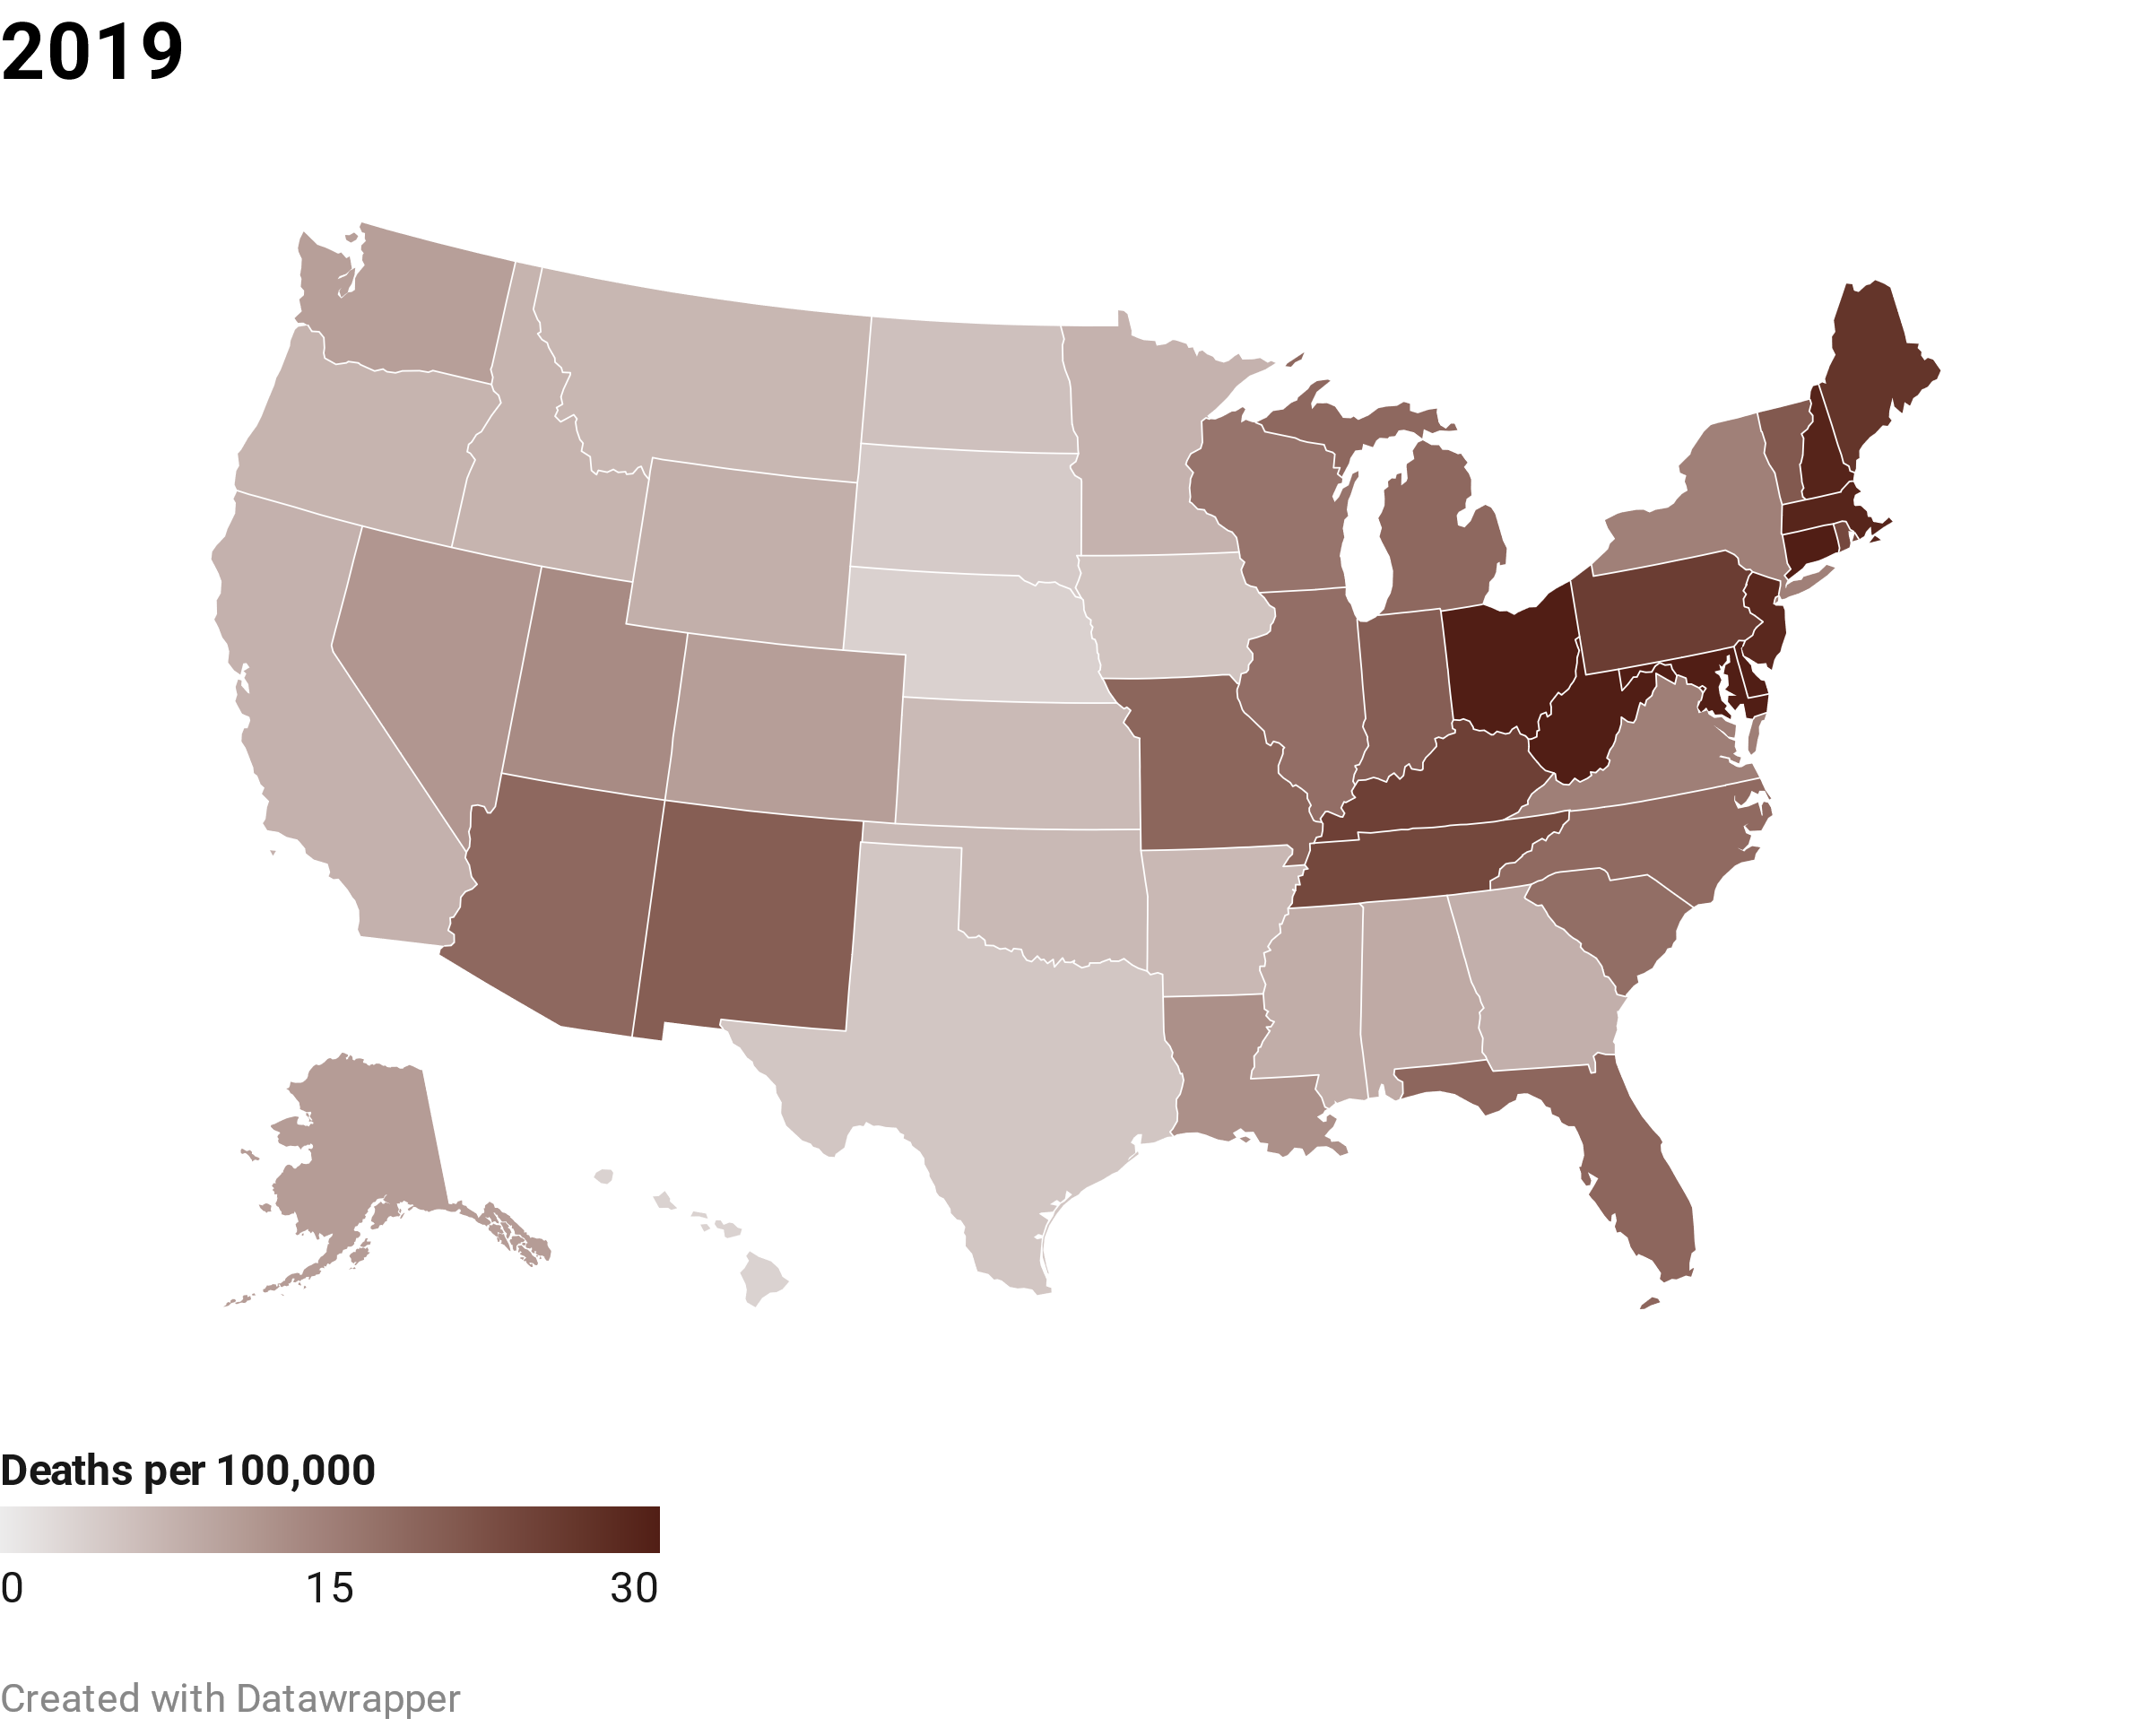 2019
Deaths per 100,000
0 15 30
Created with Datawrapper